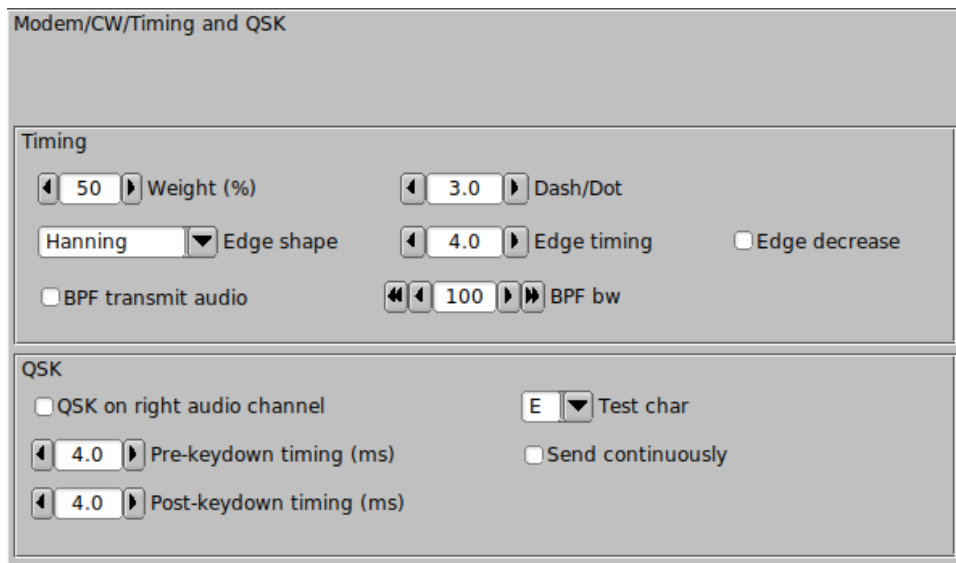 Modem/CW/Timing and QSK
Timing
50 Weight (%) 3.0 Dash/Dot
Hanning Edge shape 4.0 Edge timing Edge decrease
BPF transmit audio 100 BPF bw
QSK
QSK on right audio channel E Test char
4.0 Pre-keydown timing (ms) Send continuously
4.0 Post-keydown timing (ms)